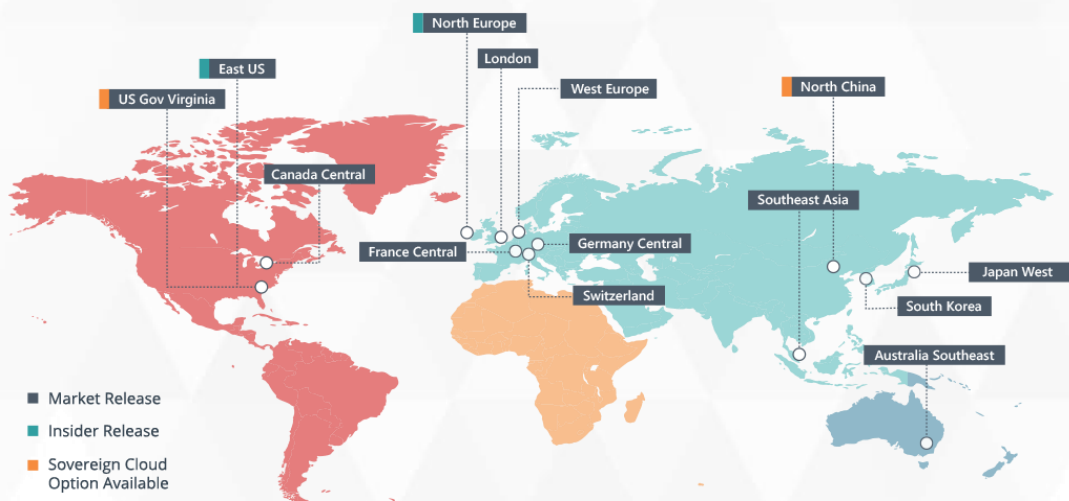 North Europe
London
East US
West Europe
North China
US Gov Virginia
Canada Central
Southeast Asia
France Central
Germany Central
Japan West
Switzerland
South Korea
Australia Southeast
Market Release
Insider Release
Sovereign Cloud
Option Available